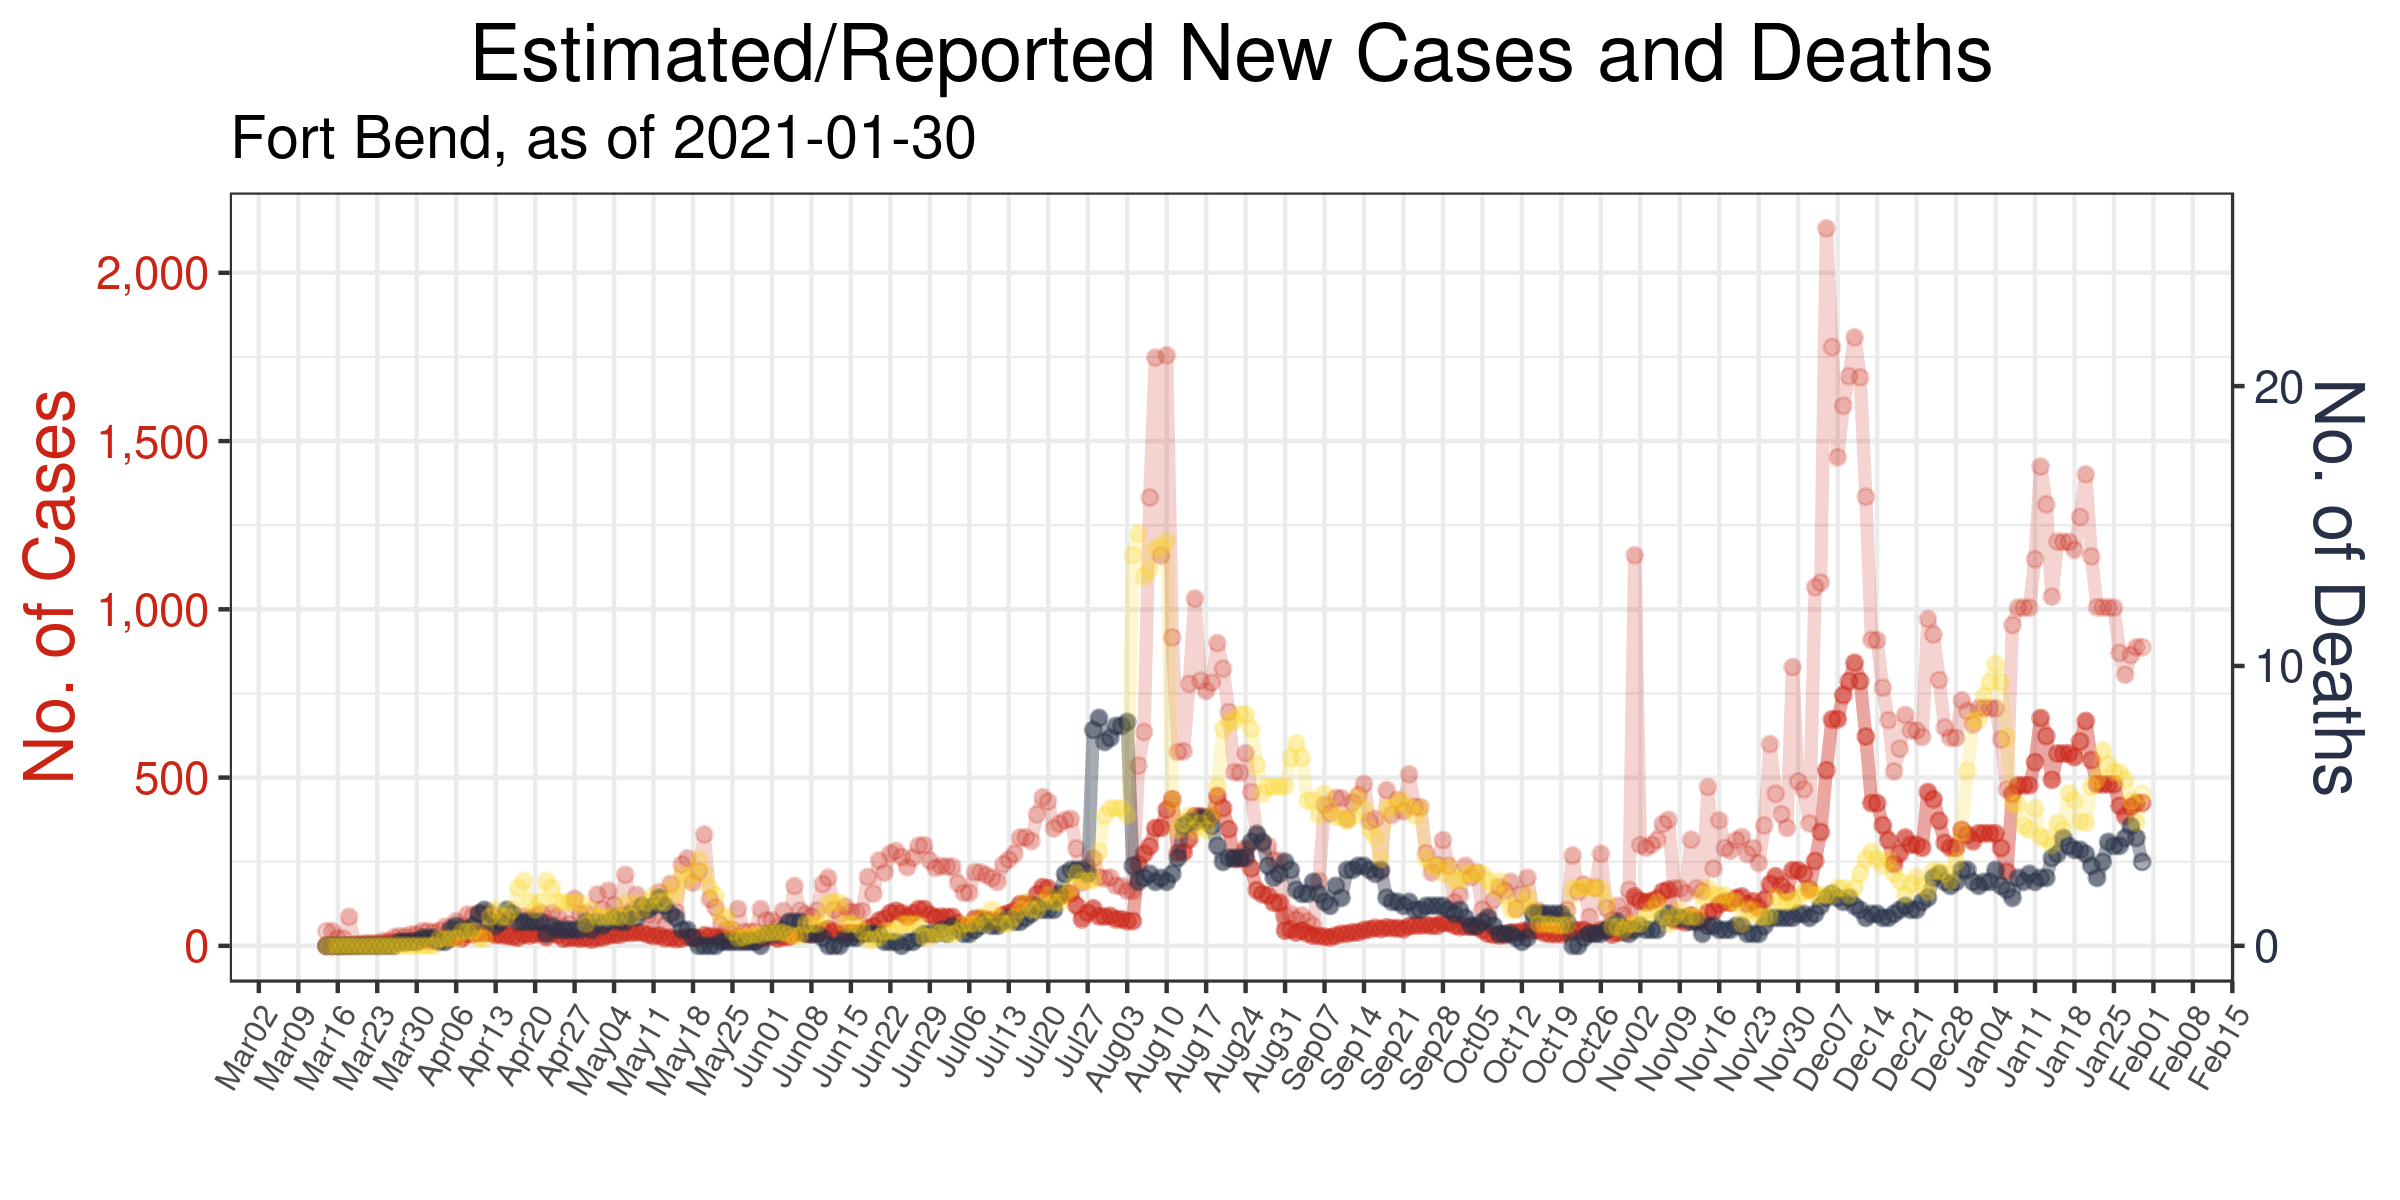 Estimated/Reported New Cases and Deaths
Fort Bend, as of 2021-01-30
No. of Cases
2,000
1,500
1,000
500
0
20
10
0
No. of Deaths
Mar02
Mar09
Mar16
Mar23
Mar30
Apr06
Apr13
Apr20
Apr27
May04
May11
May18
May25
Jun01
Jun08
Jun15
Jun22
Jun29
Jul06
Jul13
Jul20
Jul27
Aug03
Aug10
Aug17
Aug24
Aug31
Sep07
Sep14
Sep21
Sep28
Oct05
Oct12
Oct19
Oct26
Nov02
Nov09
Nov16
Nov23
Nov30
Dec07
Dec14
Dec21
Dec28
Jan04
Jan11
Jan18
Jan25
Feb01
Feb08
Feb15